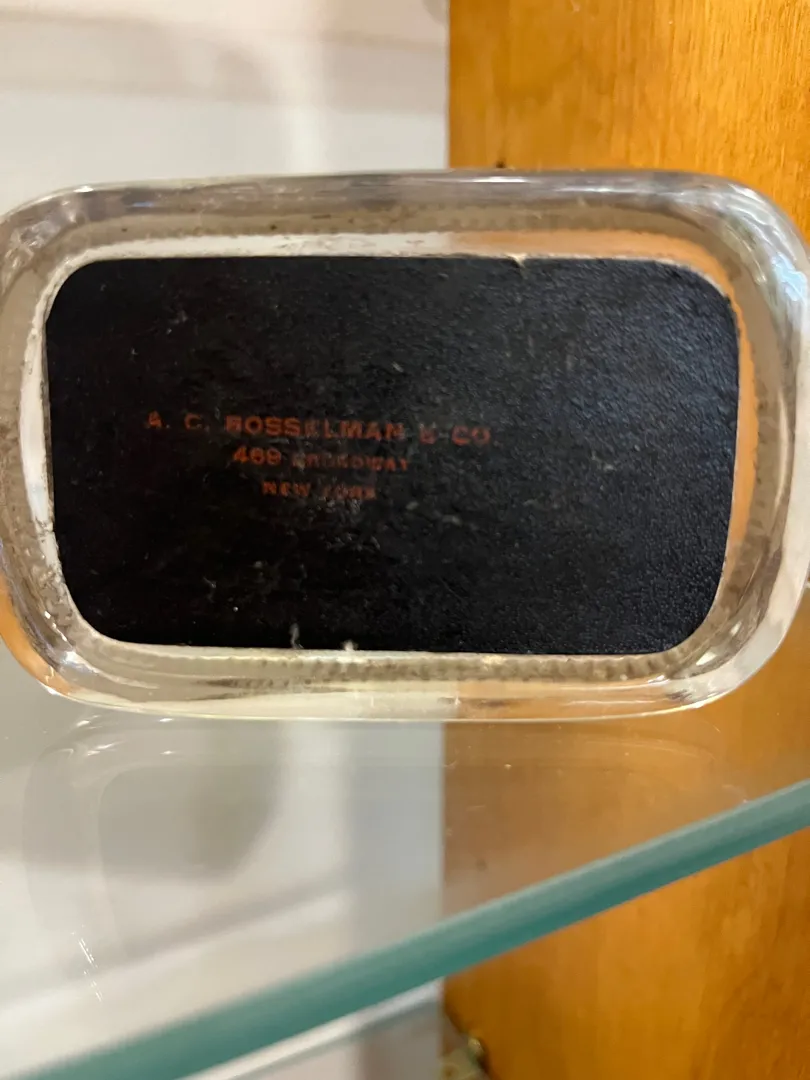 A. C. BOSSELMAN & CO.
469 BROADWAY
NEW YORK